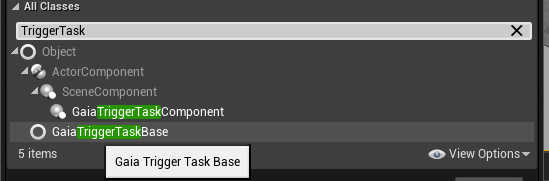 All Classes
TriggerTask
Object
ActorComponent
SceneComponent
GaiaTriggerTaskComponent
GaiaTriggerTaskBase
5 items
View Options
Gaia Trigger Task Base